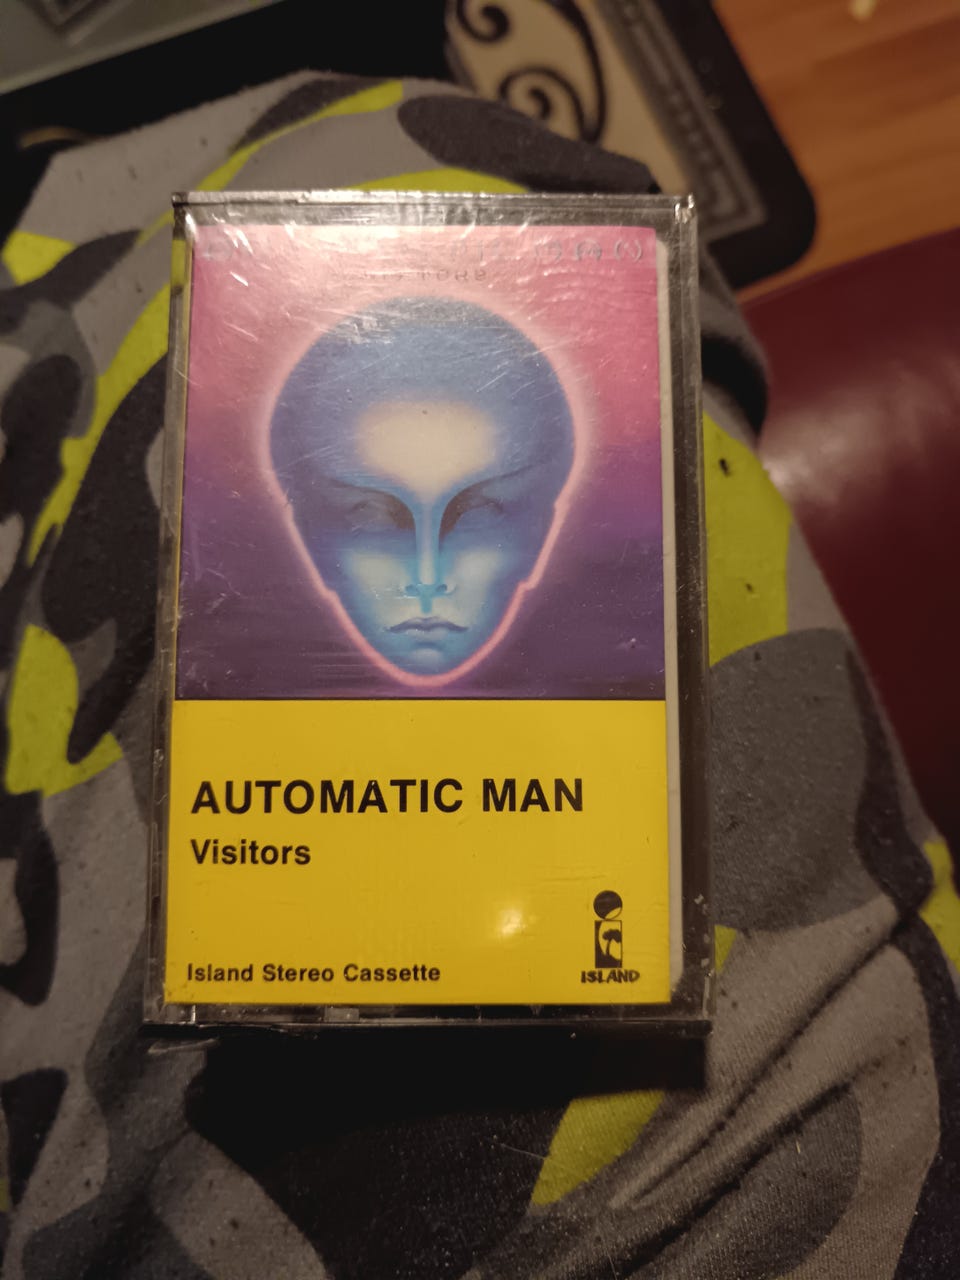 AUTOMATIC MAN
Visitors
Island Stereo Cassette
ISLAND